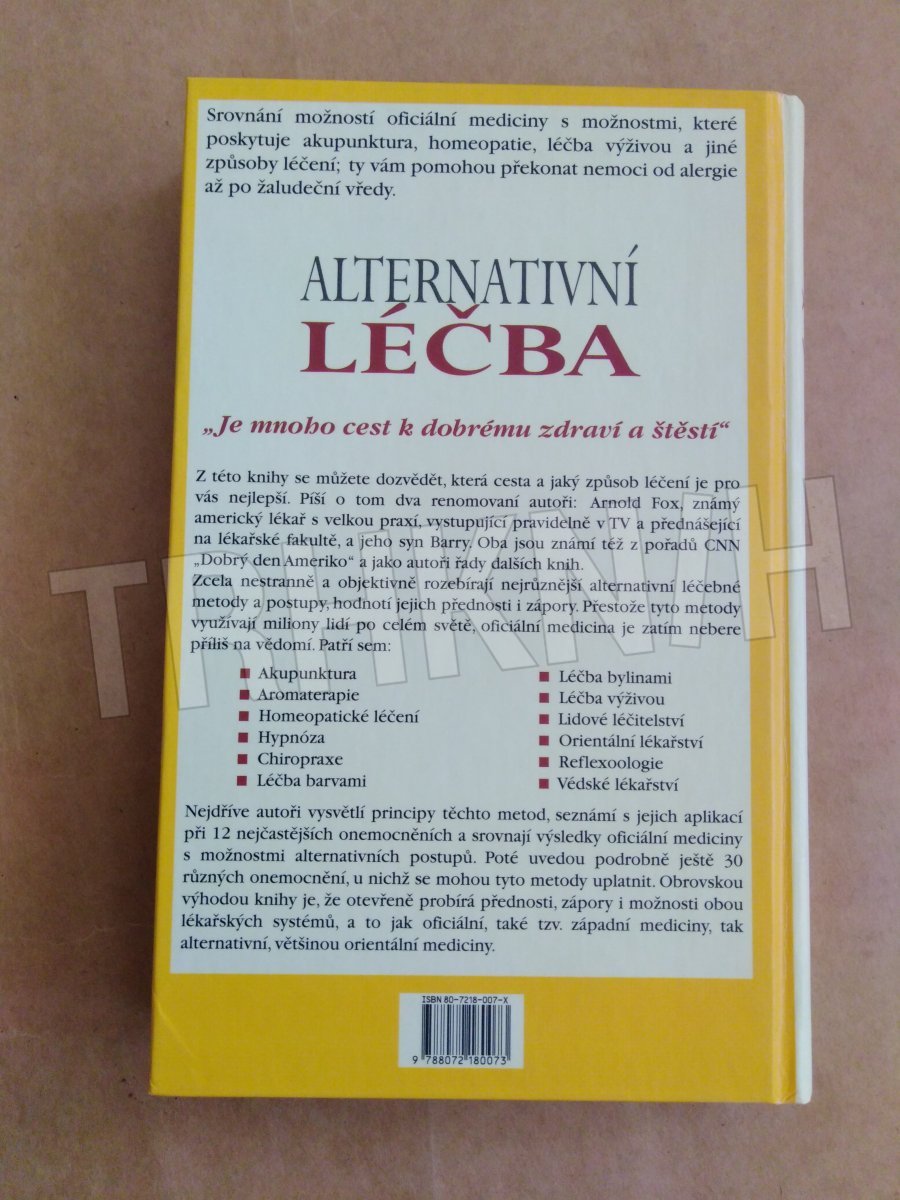 Srovnání možností oficiální mediciny s možnostmi, které
poskytuje akupunktura, homeopatie, léčba výživou a jiné
způsoby léčení; ty vám pomohou překonat nemoci od alergie
až po žaludeční vředy.
ALTERNATIVNÍ
LÉČBA
„Je mnoho cest k dobrému zdraví a štěstí“
Z této knihy se můžete dozvědět, která cesta a jaký způsob léčení je pro
vás nejlepší. Píší o tom dva renomovaní autoři: Arnold Fox, známý
americký lékař s velkou praxí, vystupující pravidelně v TV a přednášející
na lékařské fakultě, a jeho syn Barry. Oba jsou známí též z pořadů CNN
„Dobrý den Ameriko“ a jako autoři řady dalších knih.
Zcela nestranně a objektivně rozebírají nejrůznější alternativní léčebné
metody a postupy, hodnotí jejich přednosti i zápory. Přestože tyto metody
využívají miliony lidí po celém světě, oficiální medicina je zatím nebere
příliš na vědomí. Patří sem:
Akupunktura
Aromaterapie
Homeopatické léčení
Hypnóza
Chiropraxe
Léčba barvami
Léčba bylinami
Léčba výživou
Lidové léčitelství
Orientální lékařství
Reflexoologie
Védské lékařství
Nejdříve autoři vysvětlí principy těchto metod, seznámí s jejich aplikací
při 12 nejčastějších onemocněních a srovnají výsledky oficiální mediciny
s možnostmi alternativních postupů. Poté uvedou podrobně ještě 30
různých onemocnění, u nichž se mohou tyto metody uplatnit. Obrovskou
výhodou knihy je, že otevřeně probírá přednosti, zápory i možnosti obou
lékařských systémů, a to jak oficiální, také tzv. západní mediciny, tak
alternativní, většinou orientální mediciny.
ISBN 80-7218-007-X
9 788072 180073
TRHKNIH